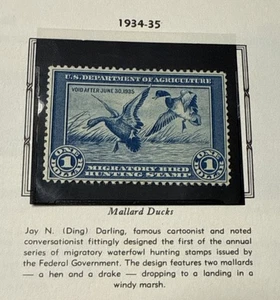 1934-35
U.S. DEPARTMENT OF AGRICULTURE
VOID AFTER JUNE 30, 1935
ONE DOLLAR 1 ONE DOLLAR 1
MIGRATORY BIRD
HUNTING STAMP
Mallard Ducks
Jay N. (Ding) Darling, famous cartoonist and noted
conversationist fittingly designed the first of the annual
series of migratory waterfowl hunting stamps issued by
the Federal Government. The design features two mallards
— a hen and a drake — dropping to a landing in a
windy marsh.